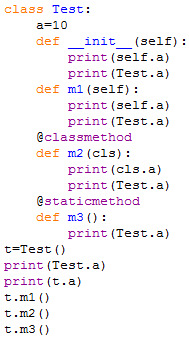 class Test:
    a=10
    def __init__(self):
        print(self.a)
        print(Test.a)
    def m1(self):
        print(self.a)
        print(Test.a)
    @classmethod
    def m2(cls):
        print(cls.a)
        print(Test.a)
    @staticmethod
    def m3():
        print(Test.a)
t=Test()
print(Test.a)
print(t.a)
t.m1()
t.m2()
t.m3()